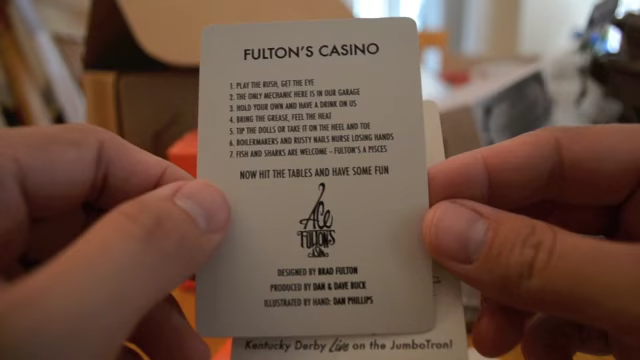 FULTON'S CASINO
1. PLAY THE RUSH, GET THE EYE
2. THE ONLY MECHANIC HERE IS IN OUR GARAGE
3. HOLD YOUR OWN AND HAVE A DRINK ON US
4. BRING THE GREASE, FEEL THE HEAT
5. TIP THE DOLLS OR TAKE IT ON THE HEEL AND TOE
6. BOILERMAKERS AND RUSTY NAILS NURSE LOSING HANDS
7. FISH AND SHARKS ARE WELCOME – FULTON'S A PISCES
NOW HIT THE TABLES AND HAVE SOME FUN
Ace
FULTON'S
DESIGNED BY BRAD FULTON
PRODUCED BY DAN & DAVE BUCK
ILLUSTRATED BY HAND: DAN PHILLIPS
Kentucky Derby Live on the JumboTron!